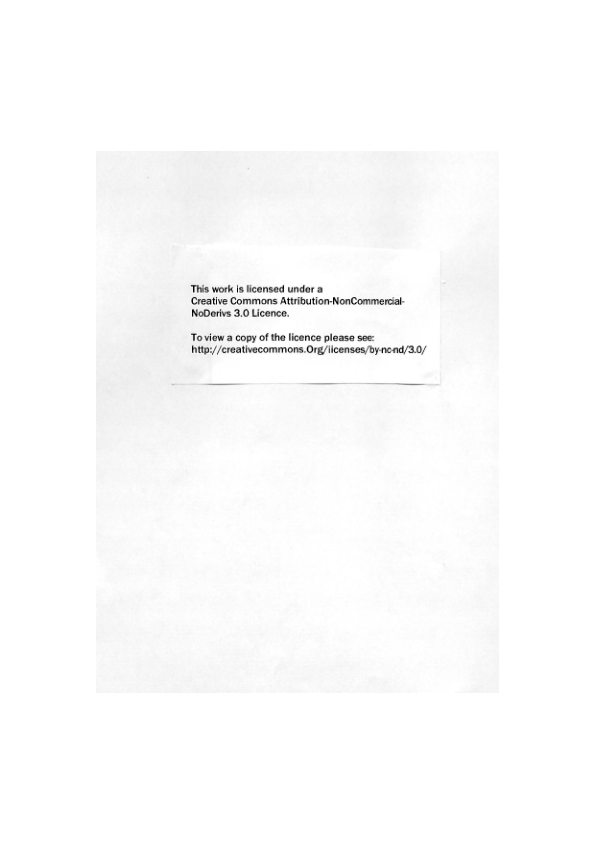 This work is licensed under a
Creative Commons Attribution-NonCommercial-
NoDerivs 3.0 Licence.
To view a copy of the licence please see:
http://creativecommons.Org/iicenses/by-nc-nd/3.0/